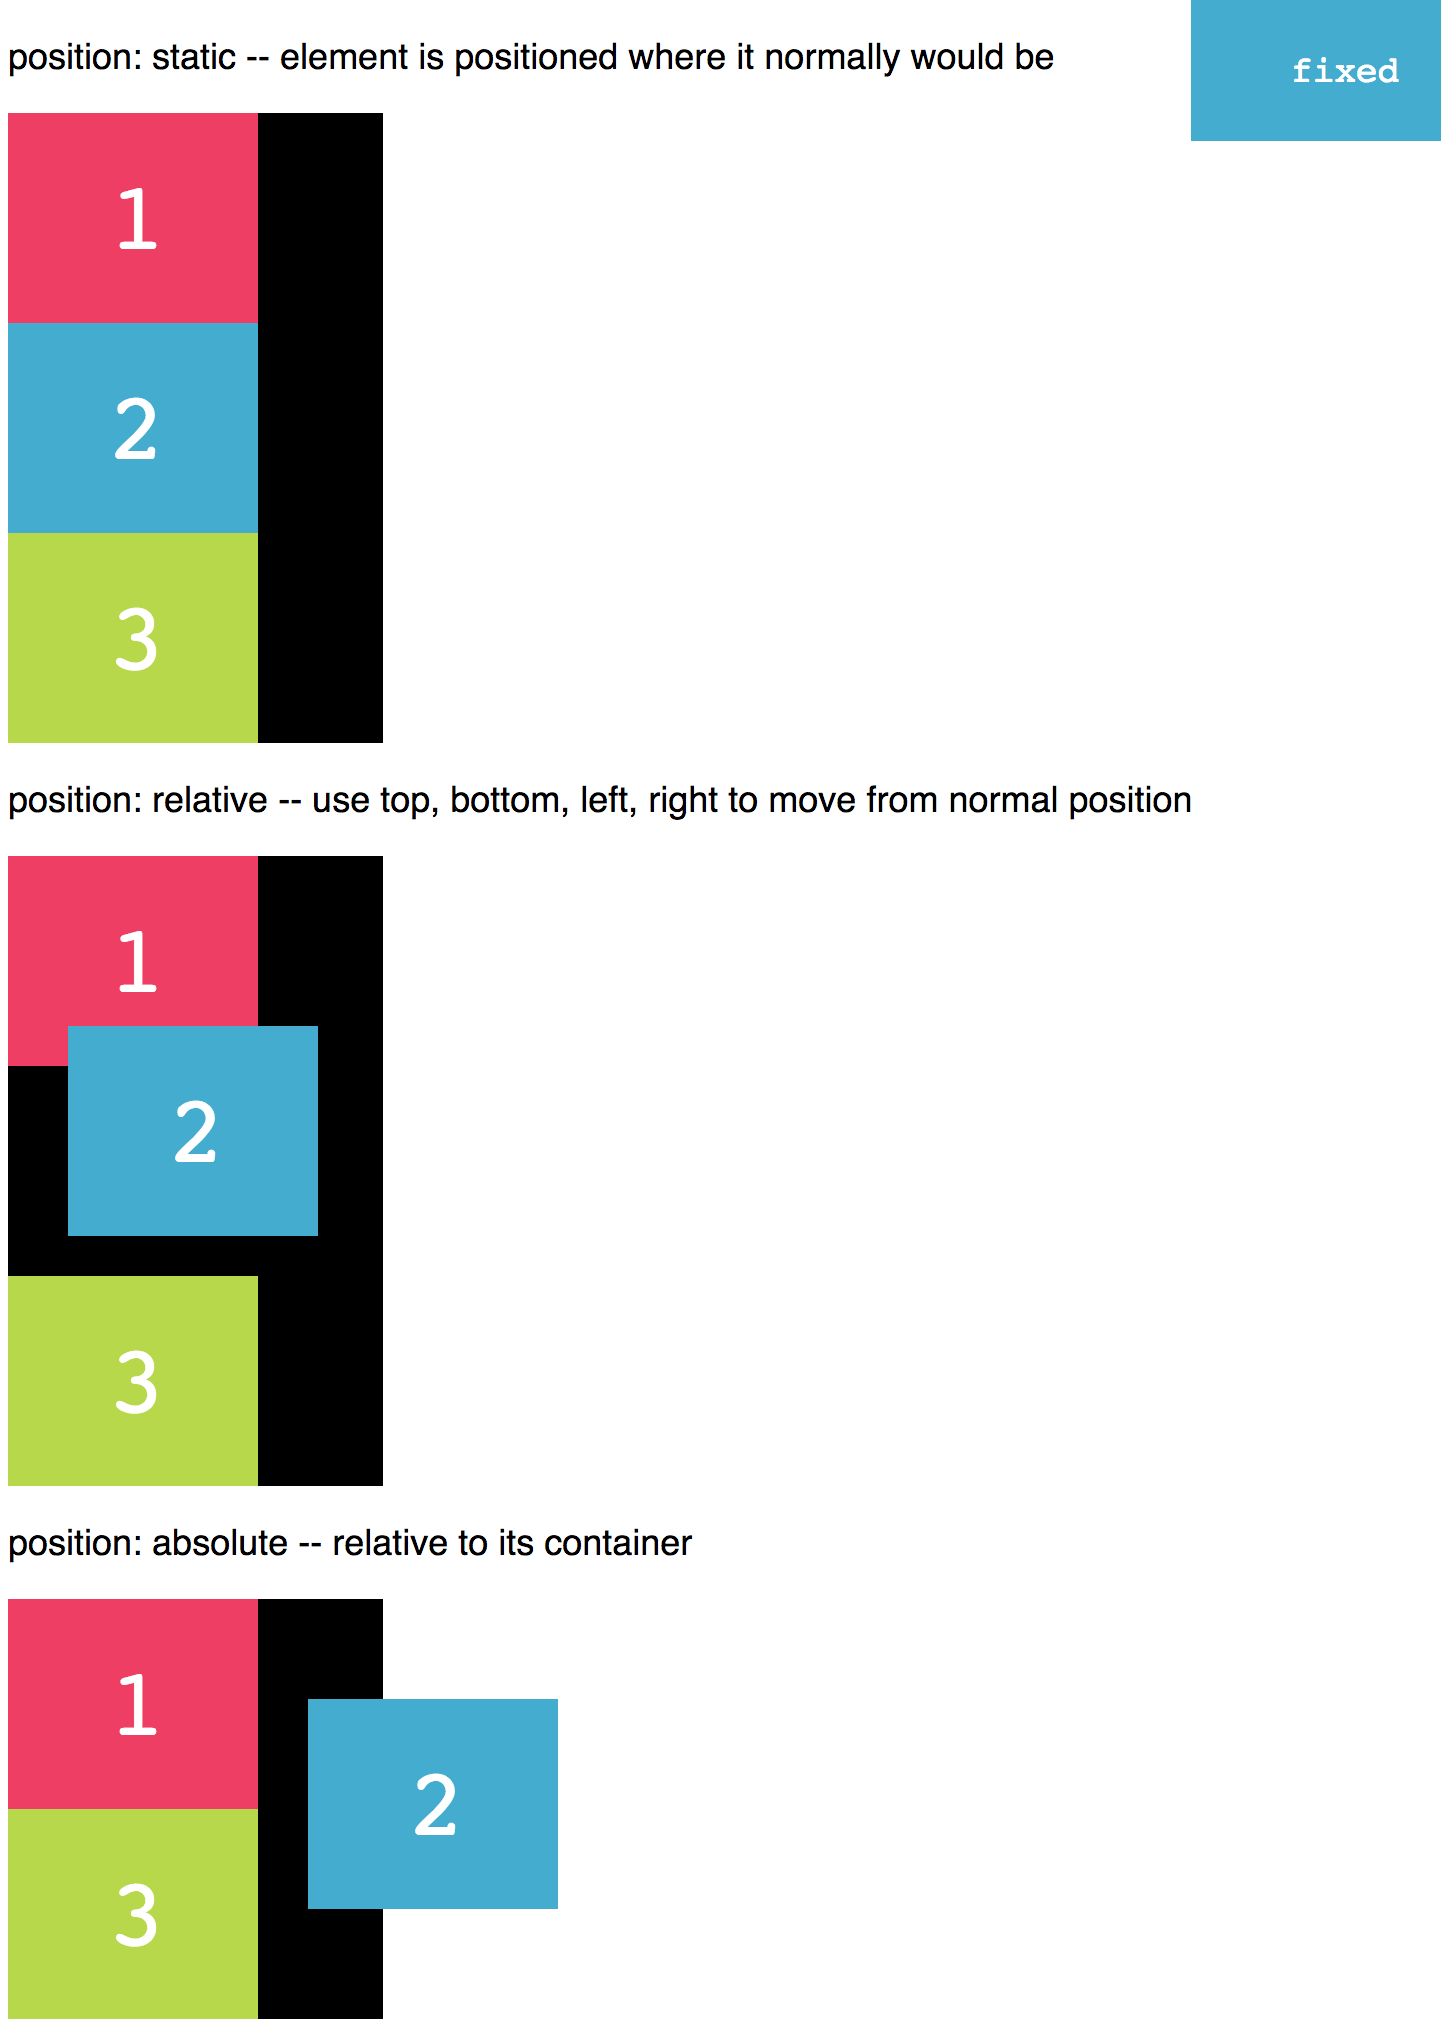 position: static -- element is positioned where it normally would be
fixed
1
2
3
position: relative -- use top, bottom, left, right to move from normal position
1
2
3
position: absolute -- relative to its container
1
2
3